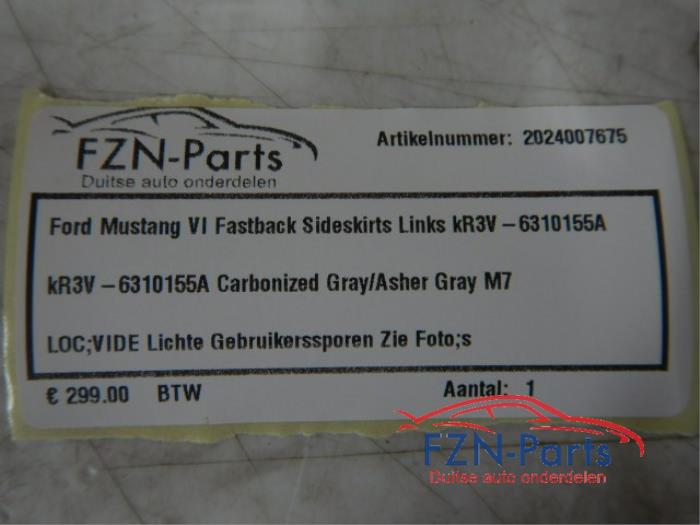 FZN-Parts
Duitse auto onderdelen
Artikelnummer: 2024007675
Ford Mustang VI Fastback Sideskirts Links kR3V-6310155A
kR3V-6310155A Carbonized Gray/Asher Gray M7
LOC;VIDE Lichte Gebruikerssporen Zie Foto;s
€ 299.00 BTW Aantal: 1
FZN-Parts
Duitse auto onderdelen